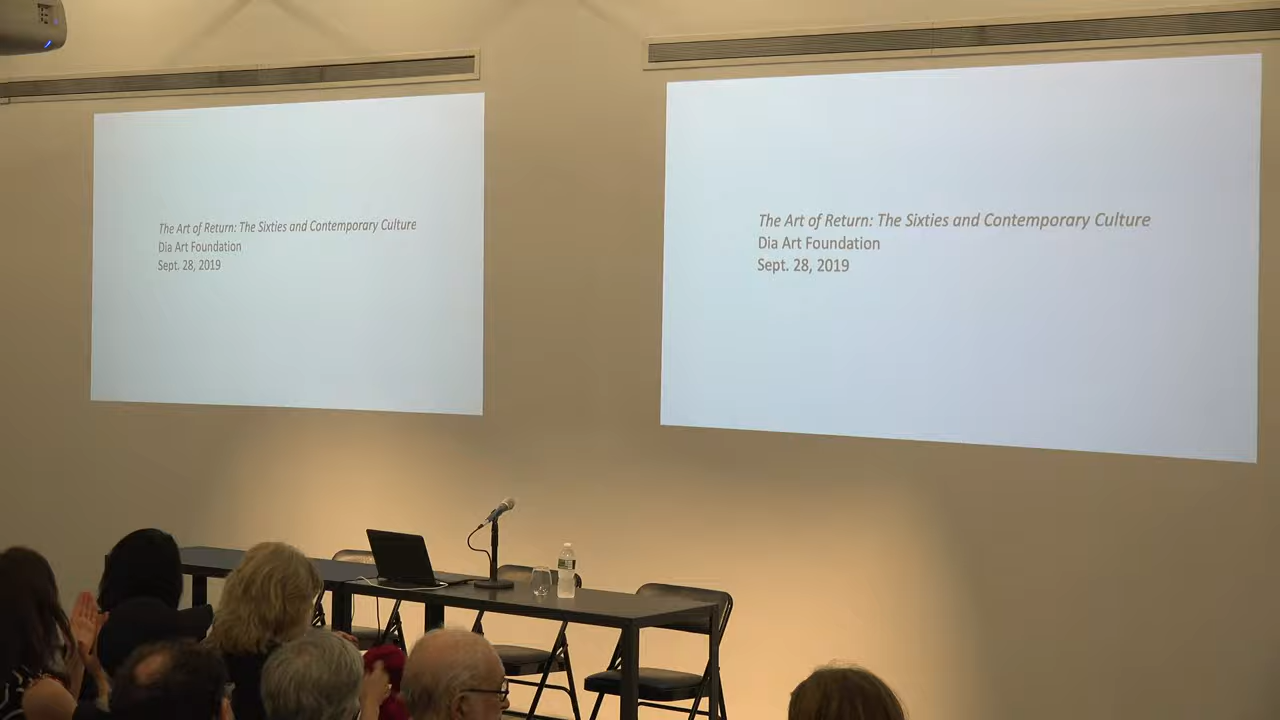 The Art of Return: The Sixties and Contemporary Culture
Dia Art Foundation
Sept. 28, 2019
The Art of Return: The Sixties and Contemporary Culture
Dia Art Foundation
Sept. 28, 2019